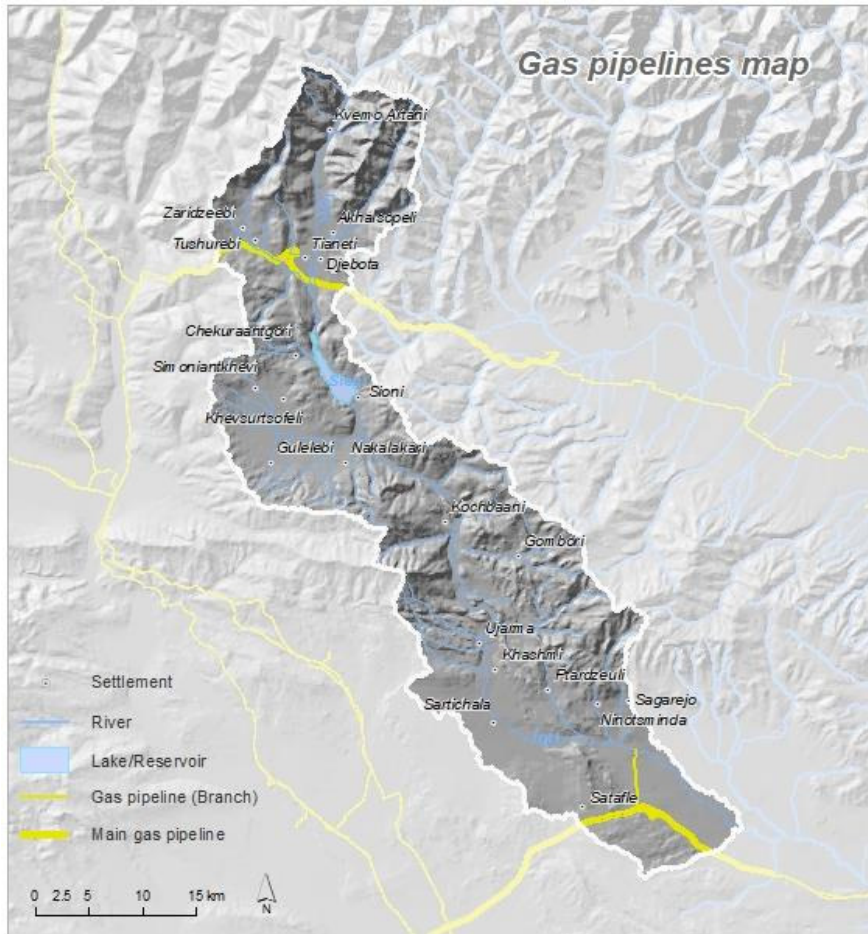 Gas pipelines map
Kvemo Artani
Zaridzeebi
Akhalsopeli
Tushurebi
Tianeti
Djebota
Chekuraantgori
Simoniantkhevi
Sioni
Khevsurtsofeli
Gulelebi
Nakalakari
Kochbaani
Gombori
Ujarma
Khashmi
Ptardzeuli
Settlement
Sagarejo
Sartichala
Ninotsminda
River
Iori
Lake/Reservoir
Gas pipeline (Branch)
Satafle
Main gas pipeline
0 2.5 5 10 15 km
N